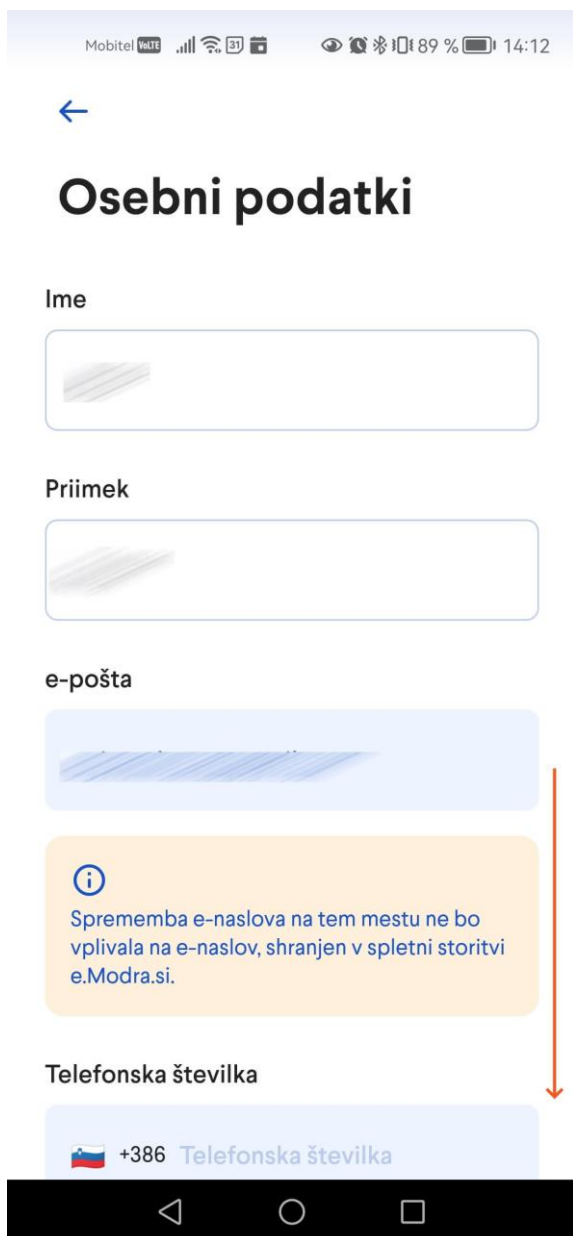 Mobitel VoLTE 31 89 % 14:12
Osebni podatki
Ime
Priimek
e-pošta
Sprememba e-naslova na tem mestu ne bo
vplivala na e-naslov, shranjen v spletni storitvi
e.Modra.si.
Telefonska številka
+386 Telefonska številka